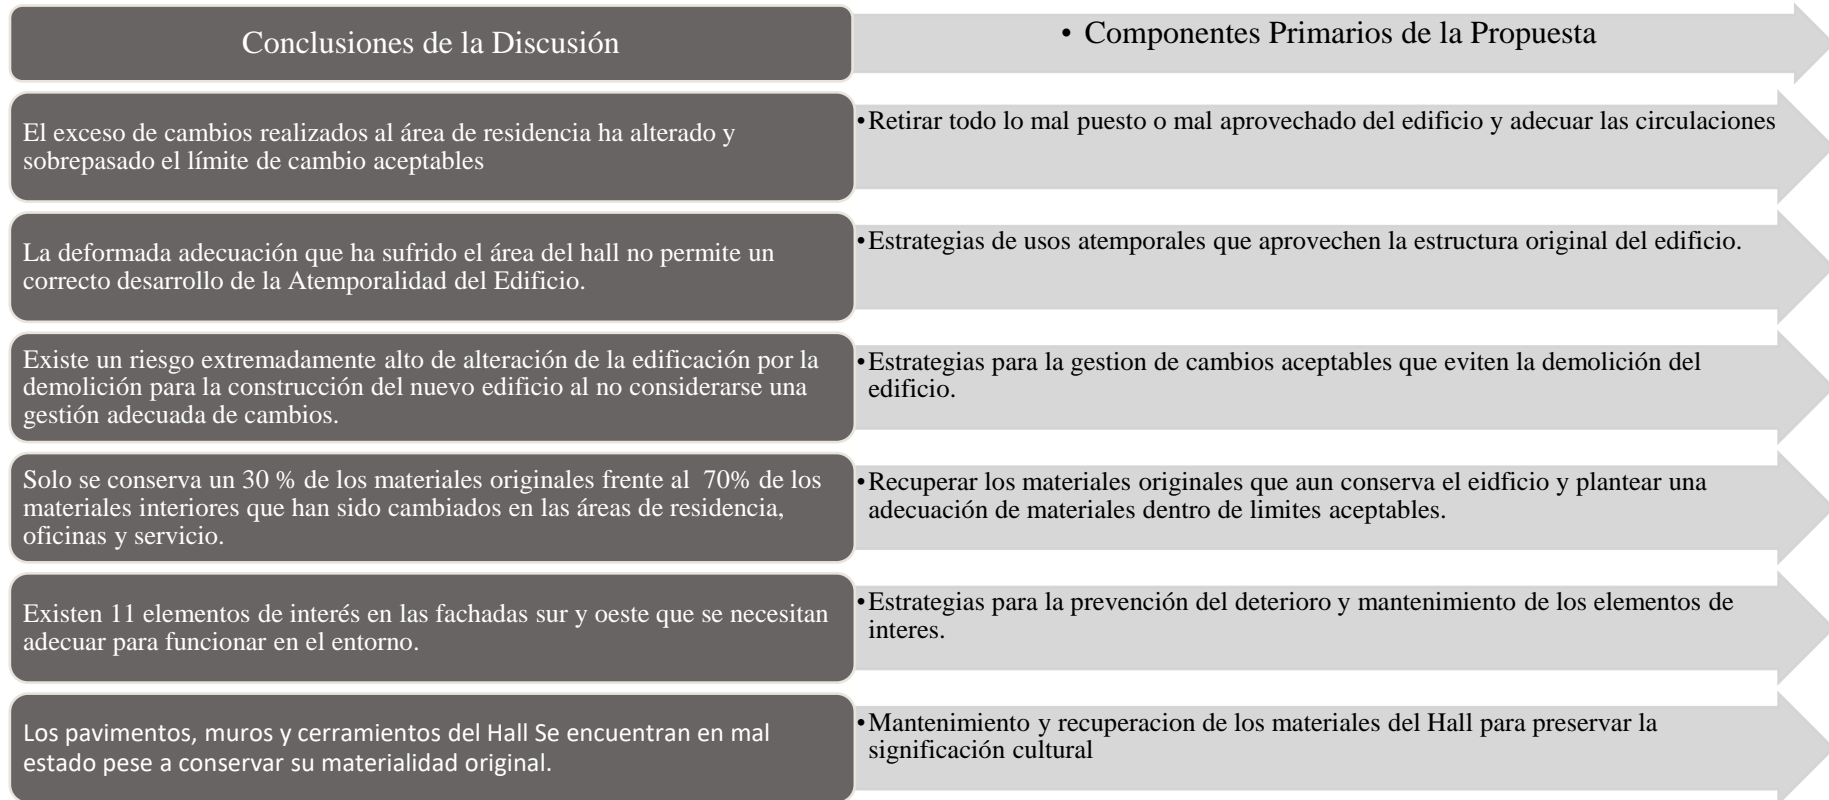 Conclusiones de la Discusión
• Componentes Primarios de la Propuesta
El exceso de cambios realizados al área de residencia ha alterado y
sobrepasado el límite de cambio aceptables
•Retirar todo lo mal puesto o mal aprovechado del edificio y adecuar las circulaciones
La deformada adecuación que ha sufrido el área del hall no permite un
correcto desarrollo de la Atemporalidad del Edificio.
•Estrategias de usos atemporales que aprovechen la estructura original del edificio.
Existe un riesgo extremadamente alto de alteración de la edificación por la
demolición para la construcción del nuevo edificio al no considerarse una
gestión adecuada de cambios.
•Estrategias para la gestion de cambios aceptables que eviten la demolición del
edificio.
Solo se conserva un 30 % de los materiales originales frente al 70% de los
materiales interiores que han sido cambiados en las áreas de residencia,
oficinas y servicio.
•Recuperar los materiales originales que aun conserva el eidficio y plantear una
adecuación de materiales dentro de limites aceptables.
Existen 11 elementos de interés en las fachadas sur y oeste que se necesitan
adecuar para funcionar en el entorno.
•Estrategias para la prevención del deterioro y mantenimiento de los elementos de
interes.
Los pavimentos, muros y cerramientos del Hall Se encuentran en mal
estado pese a conservar su materialidad original.
•Mantenimiento y recuperacion de los materiales del Hall para preservar la
significación cultural